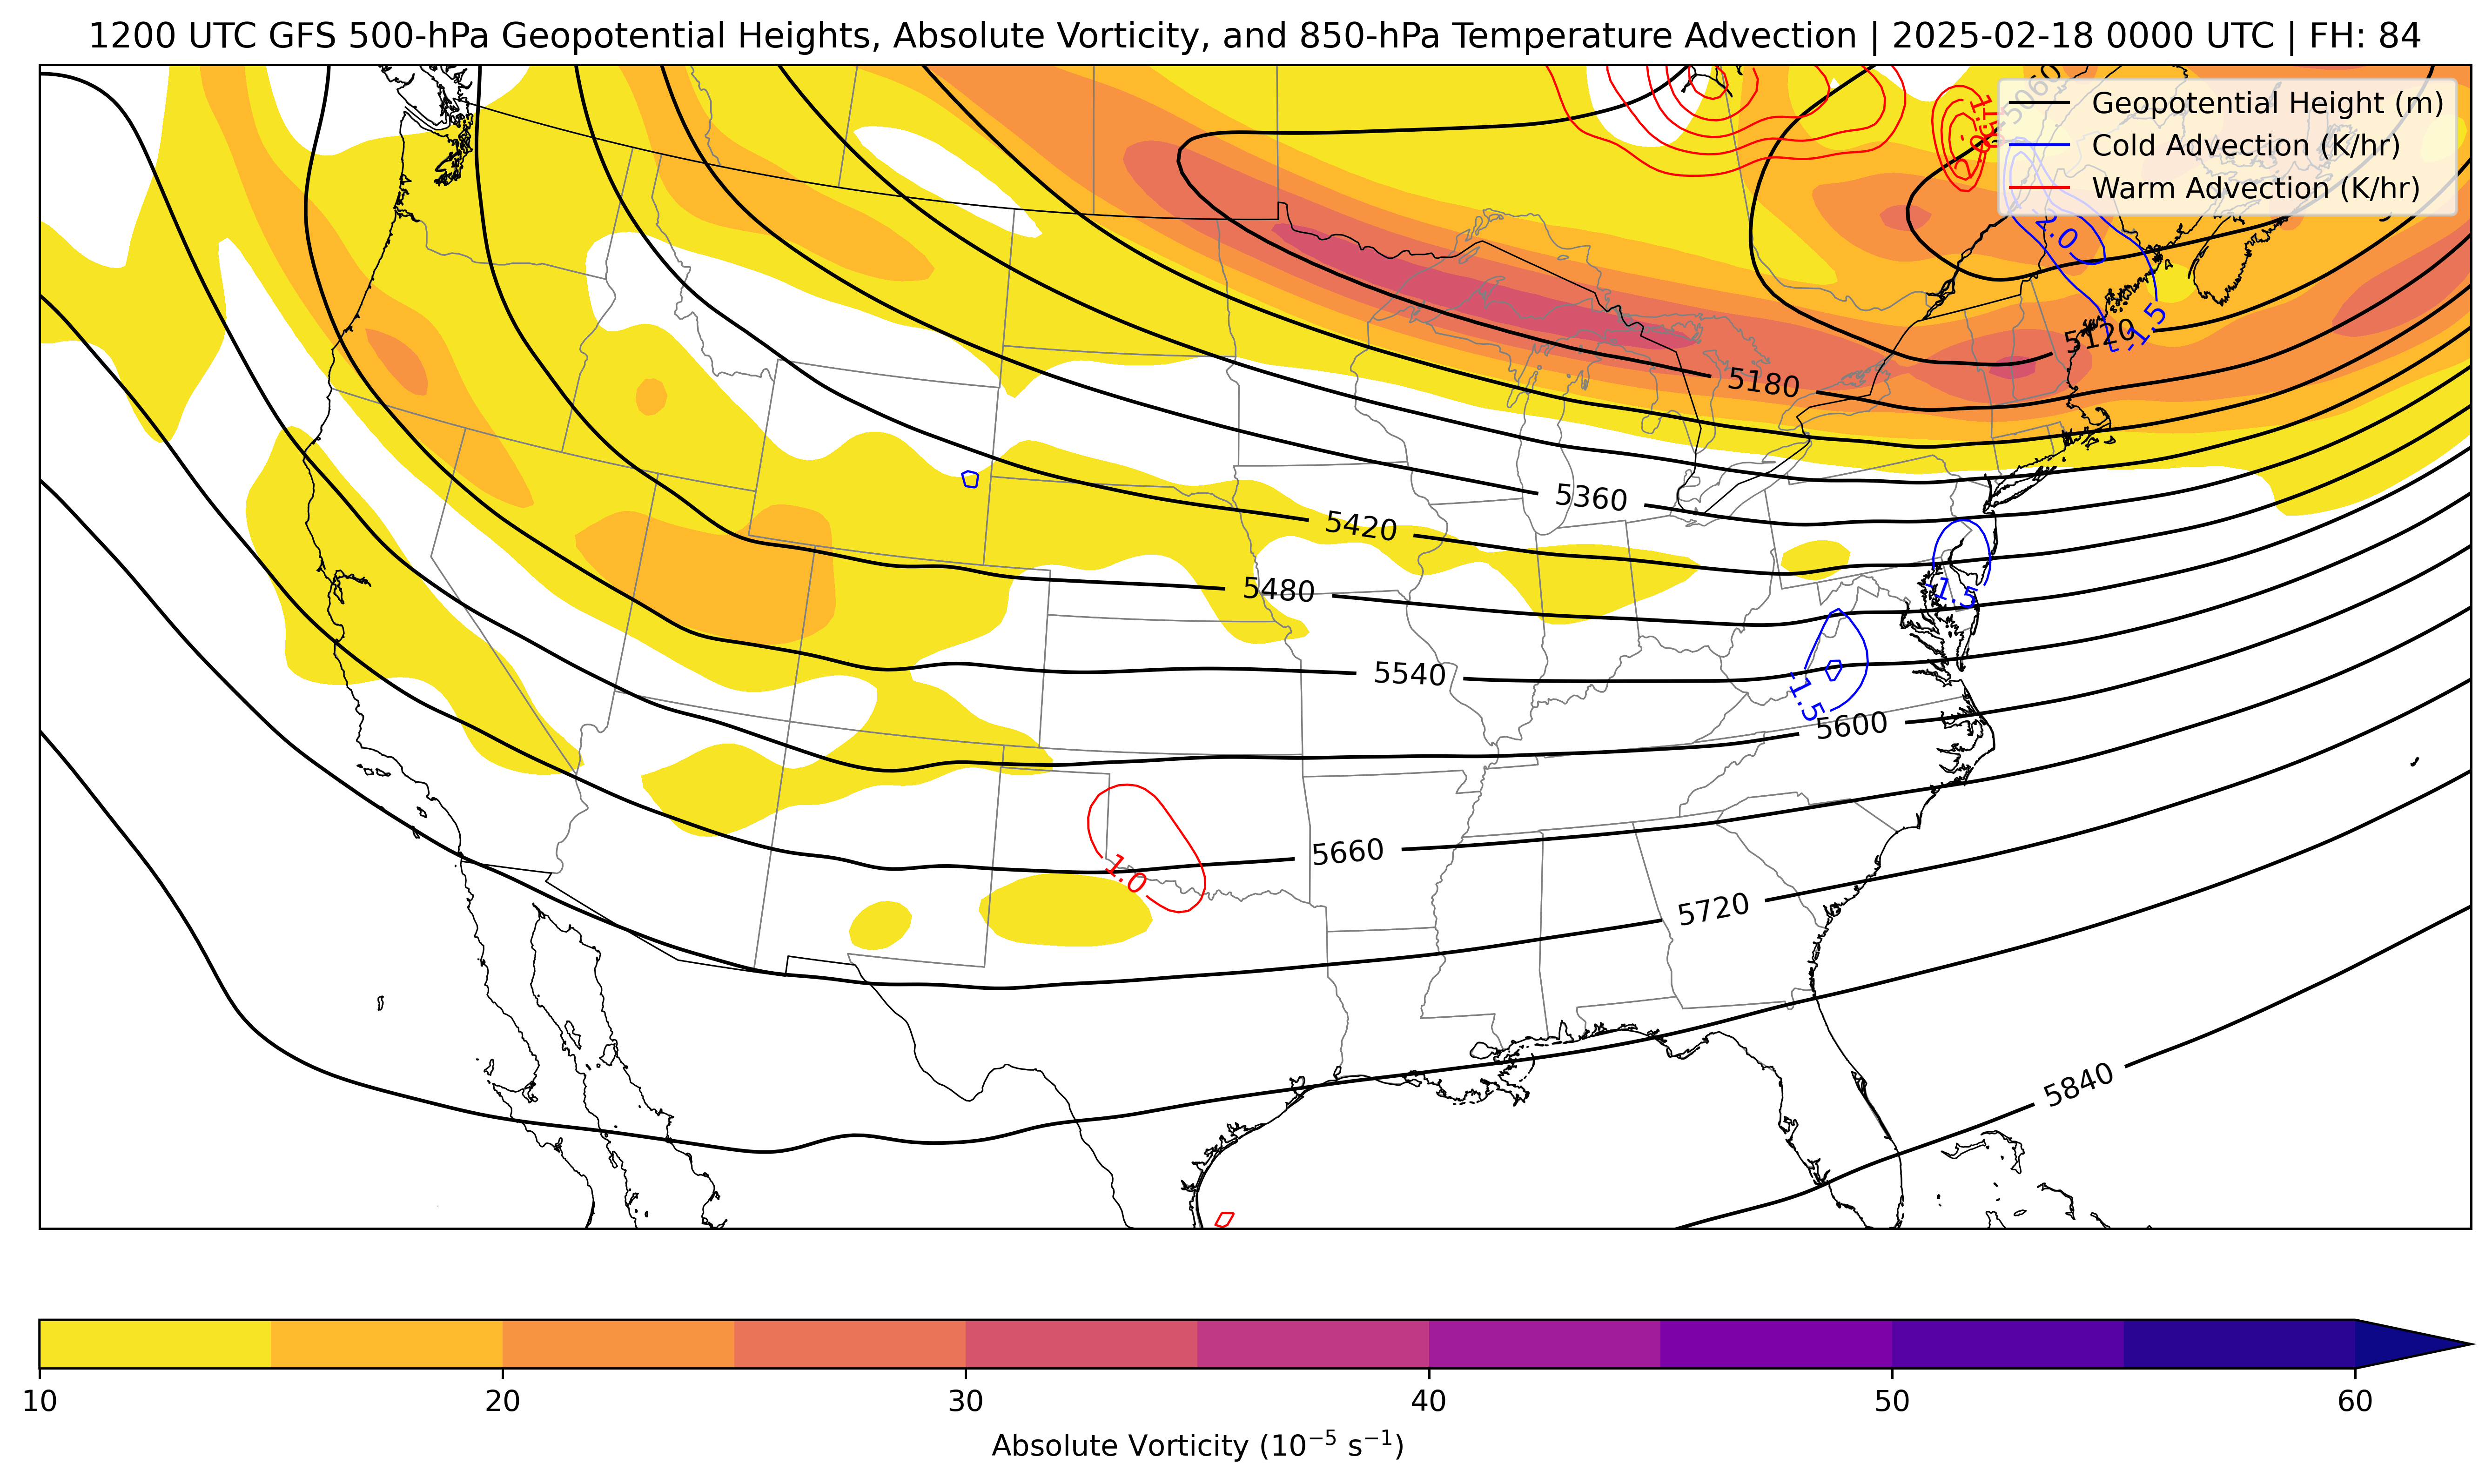 1200 UTC GFS 500-hPa Geopotential Heights, Absolute Vorticity, and 850-hPa Temperature Advection | 2025-02-18 0000 UTC | FH: 84
5060
Geopotential Height (m)
Cold Advection (K/hr)
Warm Advection (K/hr)
1.5
-2.0
-1.5
5120
5180
5360
5420
5480
-1.5
5540
-1.5
5600
5660
1.0
5720
5840
10 20 30 40 50 60
Absolute Vorticity (10⁻⁵ s⁻¹)